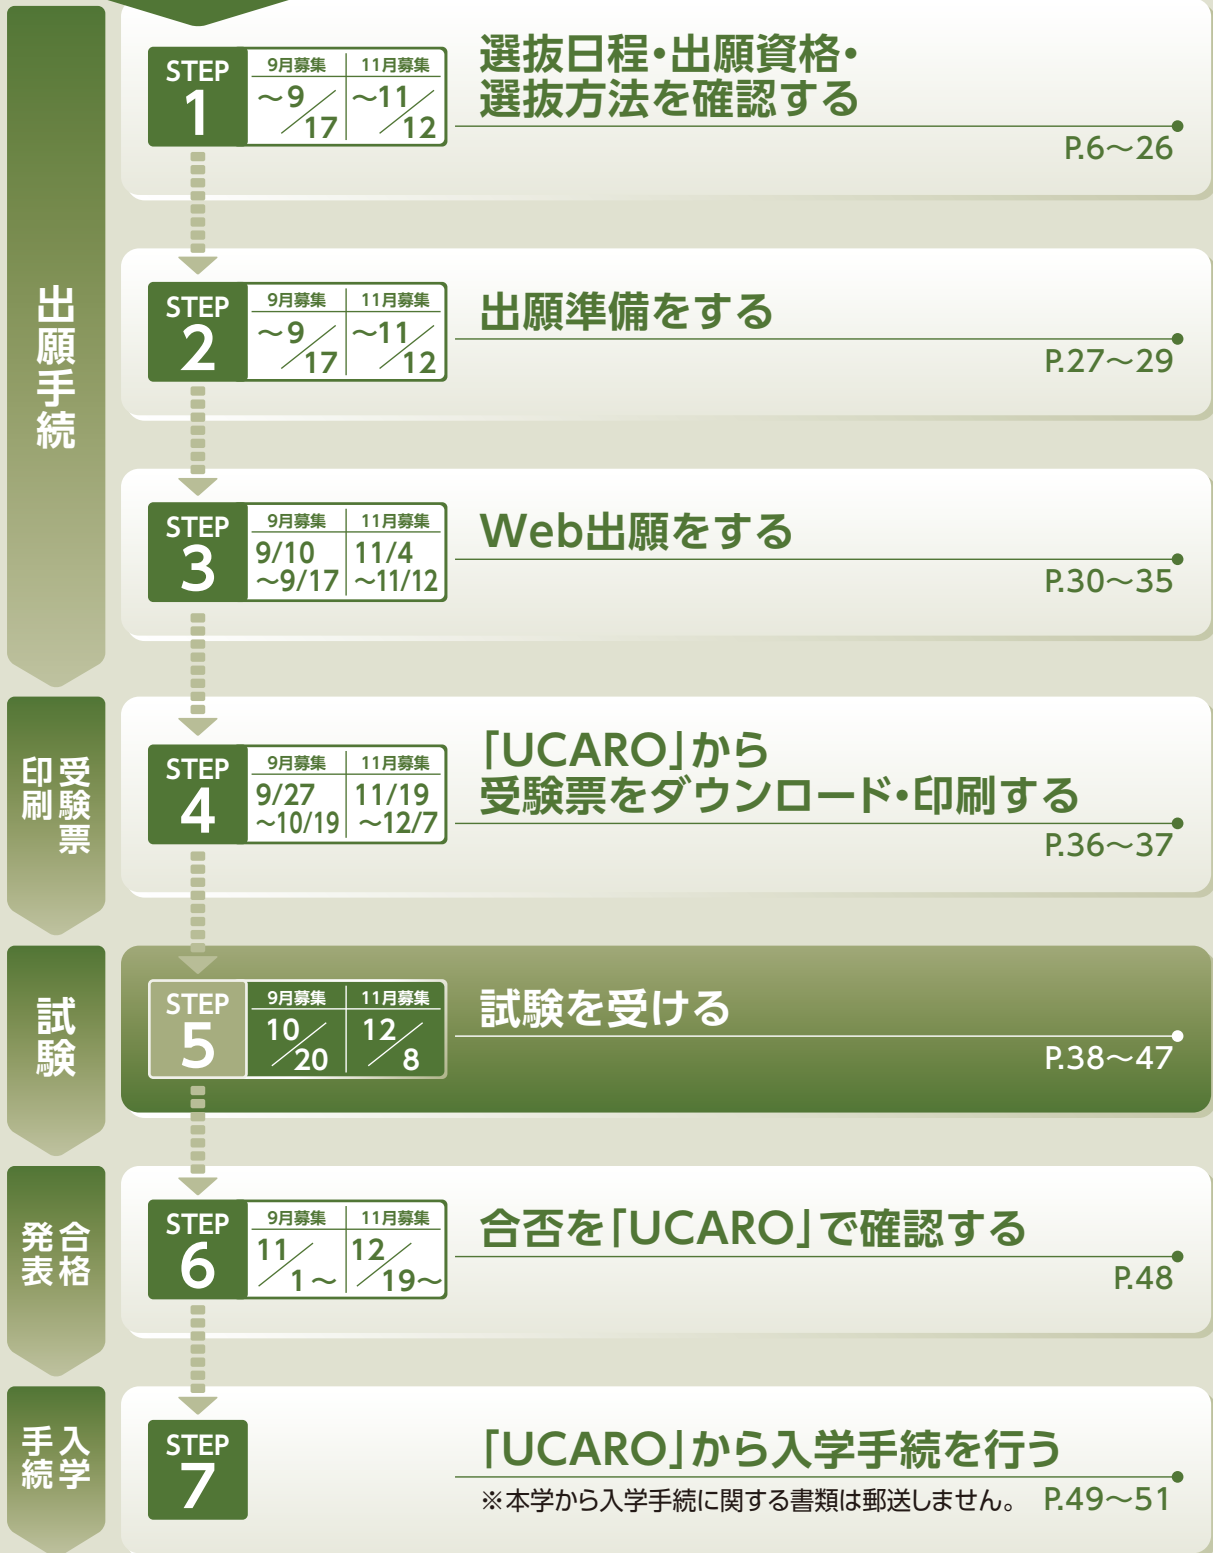 出願手続
STEP
1
9月募集
11月募集
~9/17
~11/12
選抜日程・出願資格・
選抜方法を確認する
P.6~26
STEP
2
9月募集
11月募集
~9/17
~11/12
出願準備をする
P.27~29
STEP
3
9月募集
11月募集
9/10
~9/17
11/4
~11/12
Web出願をする
P.30~35
受験票
印刷
STEP
4
9月募集
11月募集
9/27
~10/19
11/19
~12/7
「UCARO」から
受験票をダウンロード・印刷する
P.36~37
試験
STEP
5
9月募集
11月募集
10/20
12/8
試験を受ける
P.38~47
合格
発表
STEP
6
9月募集
11月募集
11/1~
12/19~
合否を「UCARO」で確認する
P.48
入学
手続
STEP
7
「UCARO」から入学手続を行う
※本学から入学手続に関する書類は郵送しません。 P.49~51